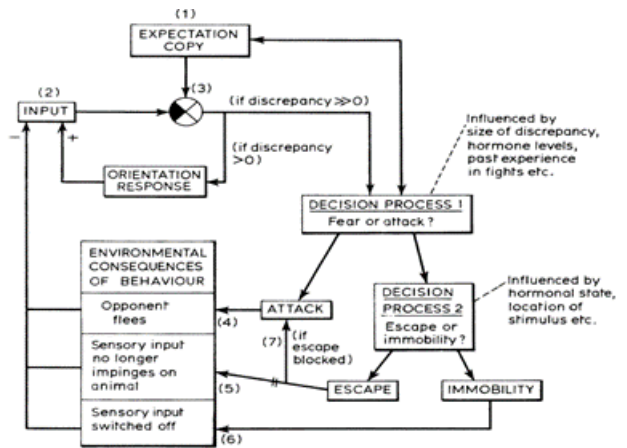 (1)
EXPECTATION
COPY
(2)
INPUT
(3)
(if discrepancy≫0)
(if discrepancy
>0)
−
+
ORIENTATION
RESPONSE
Influenced by
size of discrepancy,
hormone levels,
past experience
in fights etc.
DECISION PROCESS 1
Fear or attack?
ENVIRONMENTAL
CONSEQUENCES
OF BEHAVIOUR
Opponent
flees
(4)
ATTACK
DECISION
PROCESS 2
Escape or
immobility?
Influenced by
hormonal state,
location of
stimulus etc.
(7)
(if
escape
blocked)
Sensory input
no longer
impinges on
animal
(5)
ESCAPE
IMMOBILITY
Sensory input
switched off
(6)